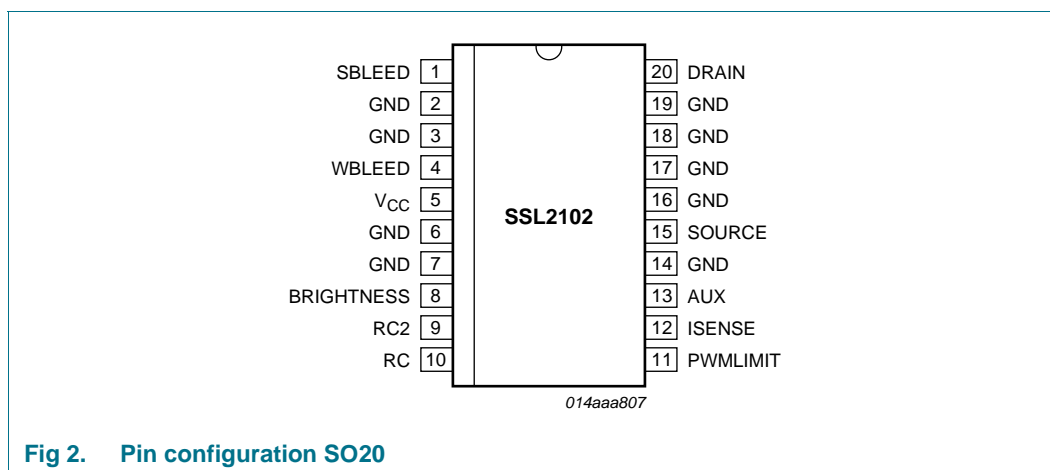 SBLEED 1 20 DRAIN
GND 2 19 GND
GND 3 18 GND
WBLEED 4 17 GND
VCC 5 16 GND
SSL2102
GND 6 15 SOURCE
GND 7 14 GND
BRIGHTNESS 8 13 AUX
RC2 9 12 ISENSE
RC 10 11 PWMLIMIT
014aaa807
Fig 2. Pin configuration SO20